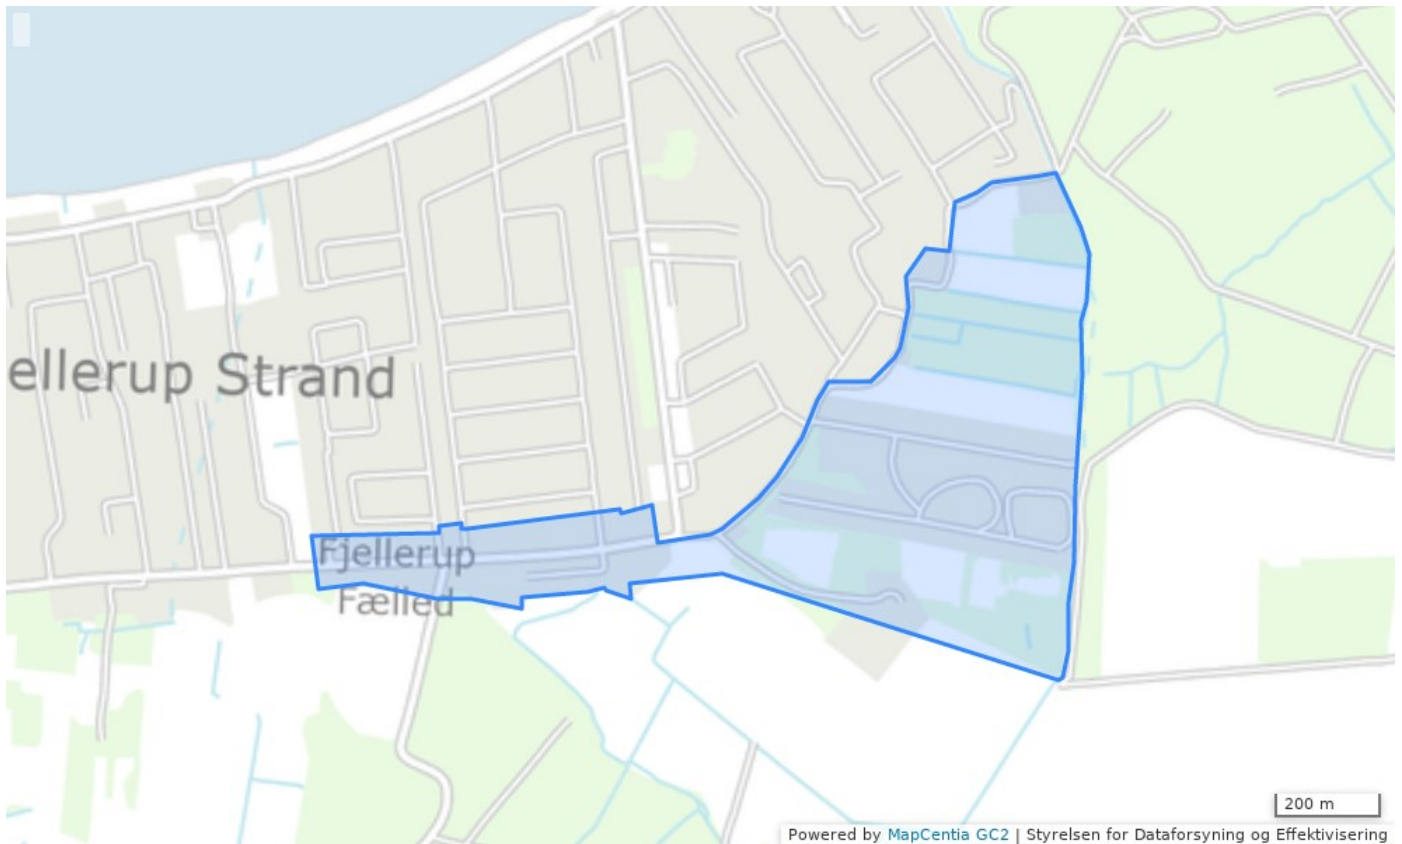 ellerup Strand
Fjellerup
Fælled
200 m
Powered by MapCentia GC2 | Styrelsen for Dataforsyning og Effektivisering